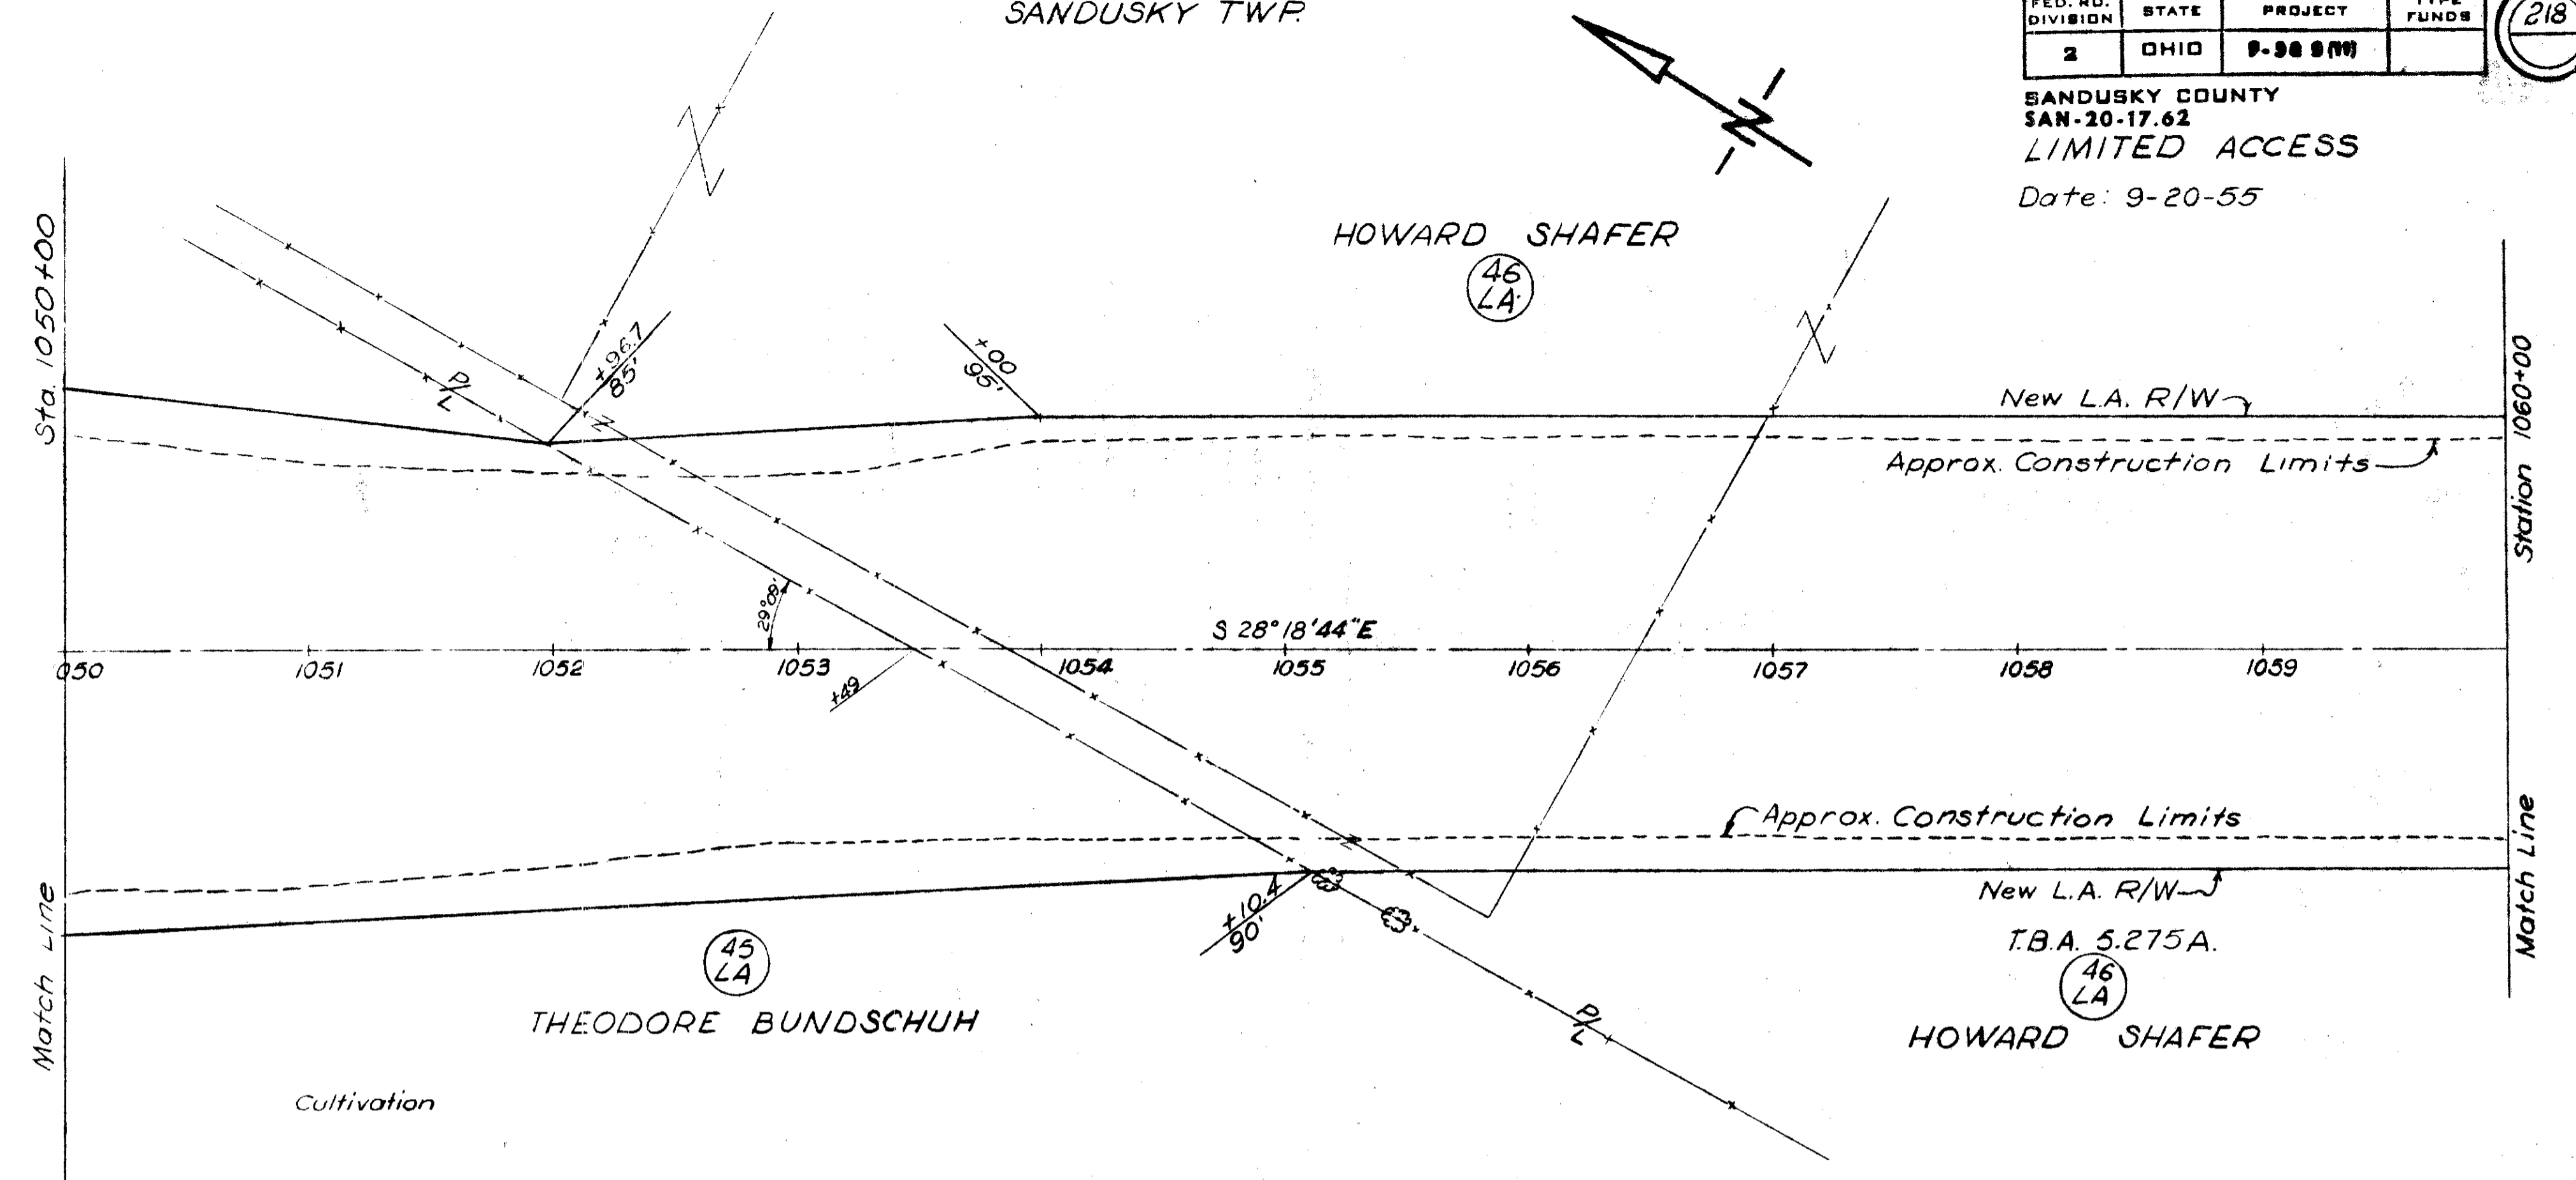 SANDUSKY TWP.
FED. RD. DIVISION
STATE
PROJECT
TYPE FUNDS
2
OHIO
218
SANDUSKY COUNTY
SAN-20-17.62
LIMITED ACCESS
Date: 9-20-55
HOWARD SHAFER
46
LA
Sta. 1050+00
P/L
+96.7
85'
+00
95'
New L.A. R/W
Approx. Construction Limits
Station 1060+00
29°09'
S 28°18'44"E
050 1051 1052 1053 1054 1055 1056 1057 1058 1059
+49
Approx. Construction Limits
New L.A. R/W
+10.4
90'
T.B.A. 5.275A.
46
LA
HOWARD SHAFER
45
LA
THEODORE BUNDSCHUH
P/L
Match Line
Match Line
Cultivation